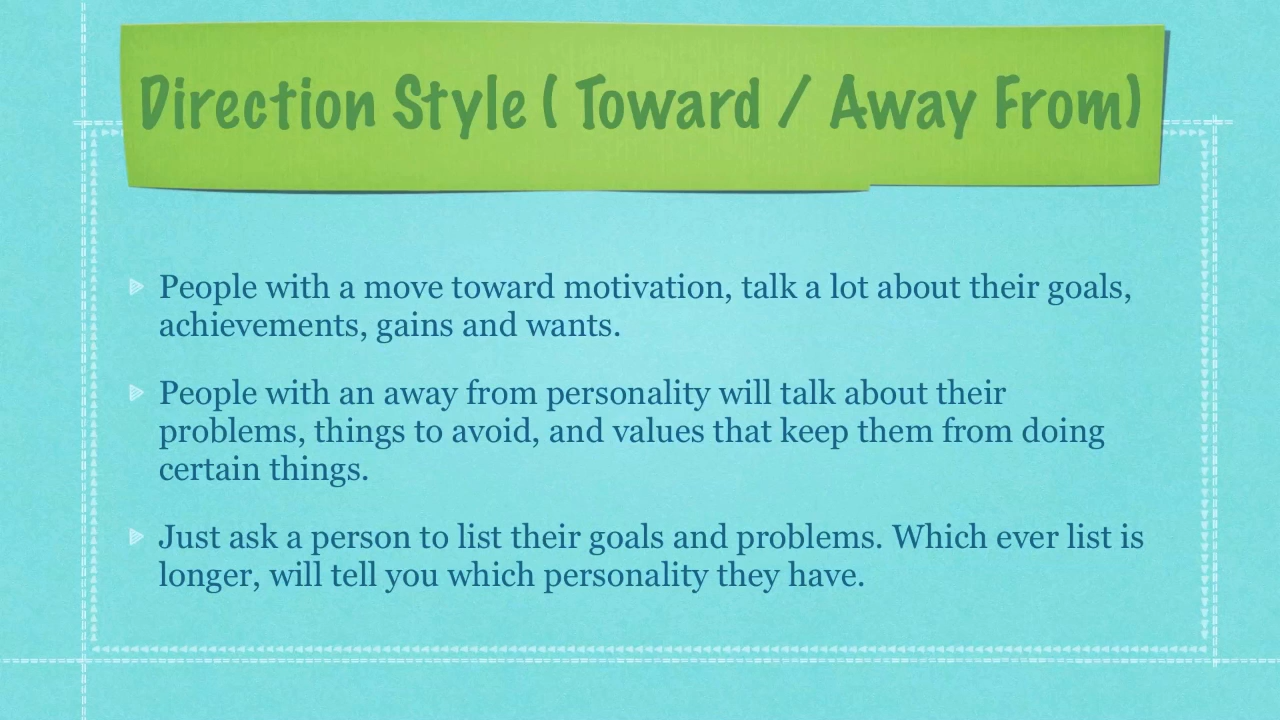 Direction Style ( Toward / Away From)
People with a move toward motivation, talk a lot about their goals,
achievements, gains and wants.
People with an away from personality will talk about their
problems, things to avoid, and values that keep them from doing
certain things.
Just ask a person to list their goals and problems. Which ever list is
longer, will tell you which personality they have.